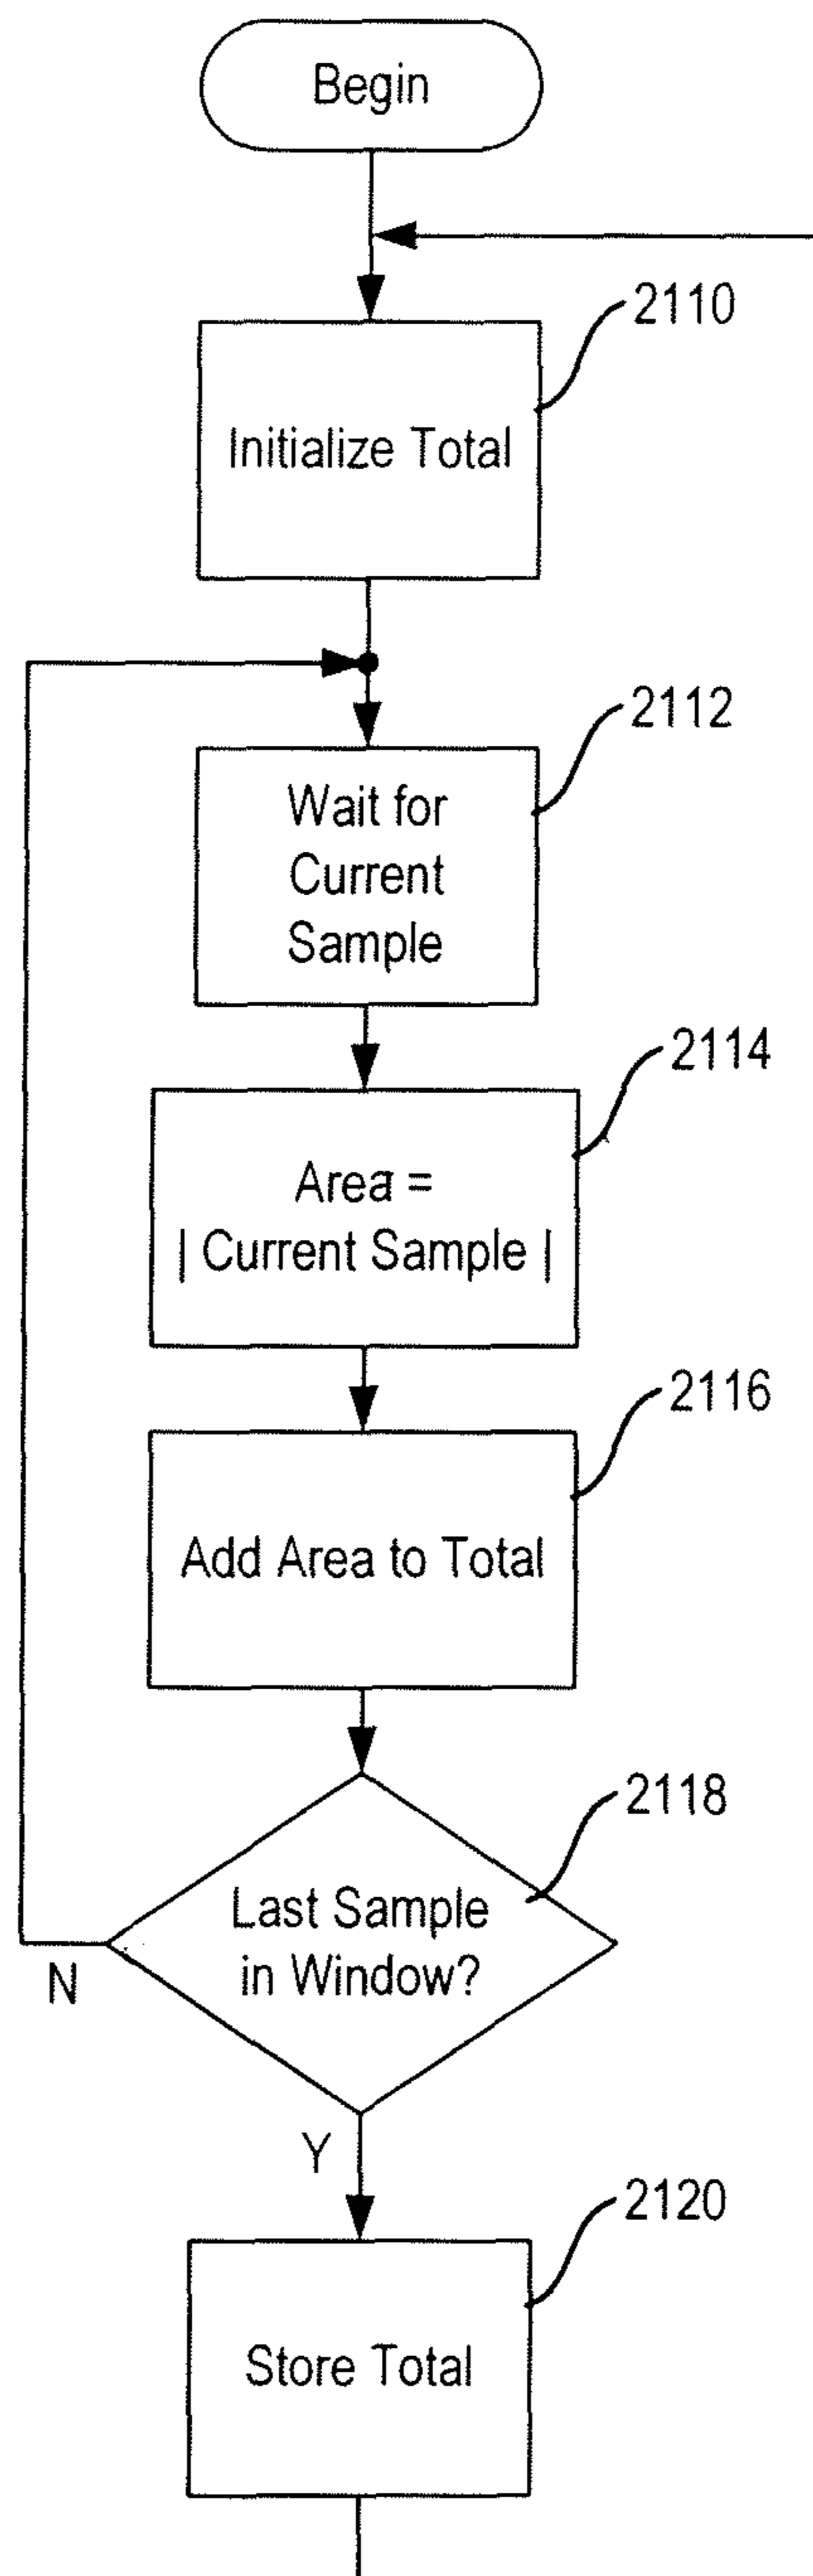 Begin
2110
Initialize Total
2112
Wait for
Current
Sample
2114
Area =
| Current Sample |
2116
Add Area to Total
2118
Last Sample
in Window?
N
Y
2120
Store Total